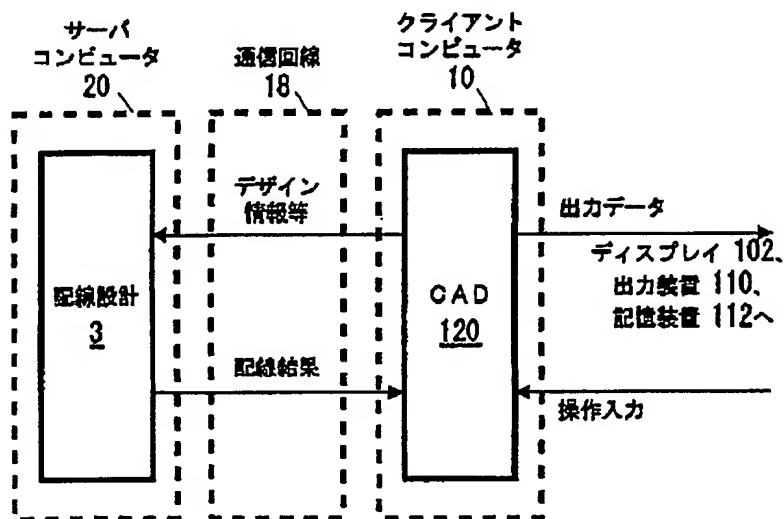 サーバ
コンピュータ
20
通信回線
18
クライアント
コンピュータ
10
デザイン
情報等
配線設計
3
配線結果
CAD
120
出力データ
ディスプレイ 102、
出力装置 110、
記憶装置 112へ
操作入力